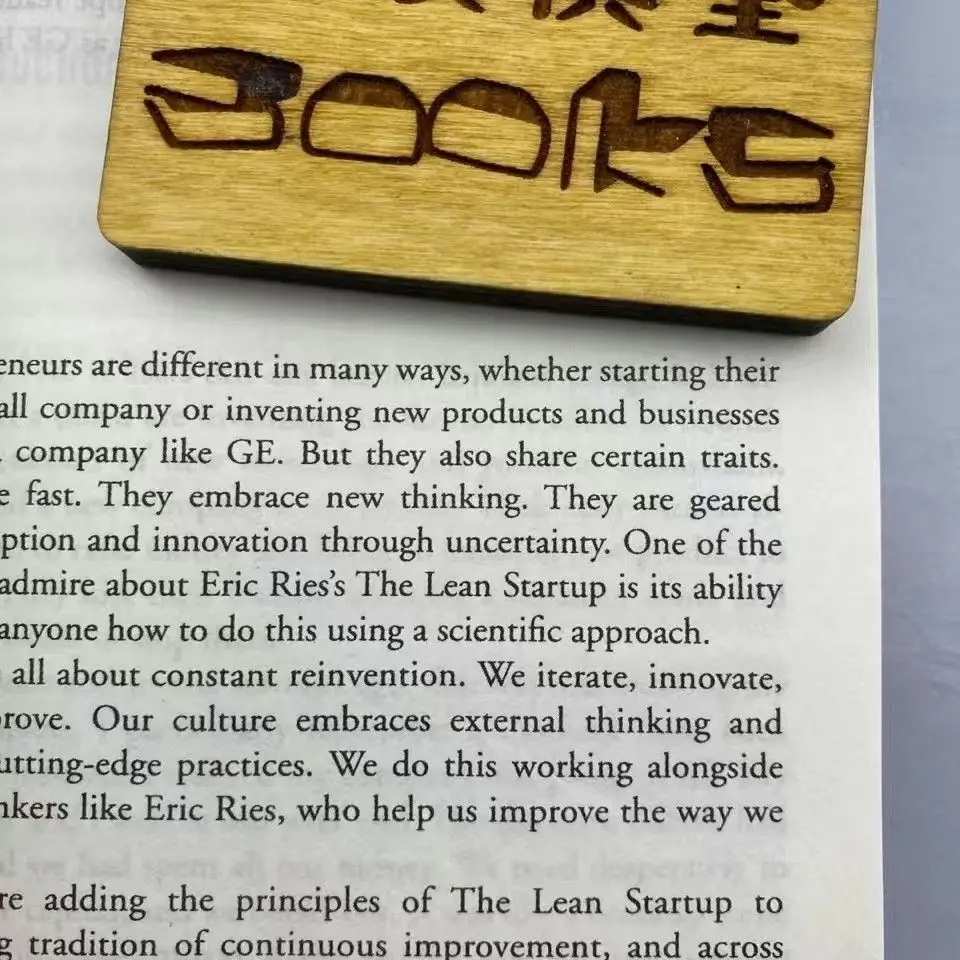 BOOKS
eneurs are different in many ways, whether starting their
all company or inventing new products and businesses
company like GE. But they also share certain traits.
e fast. They embrace new thinking. They are geared
ption and innovation through uncertainty. One of the
admire about Eric Ries's The Lean Startup is its ability
anyone how to do this using a scientific approach.
all about constant reinvention. We iterate, innovate,
rove. Our culture embraces external thinking and
utting-edge practices. We do this working alongside
nkers like Eric Ries, who help us improve the way we
re adding the principles of The Lean Startup to
g tradition of continuous improvement, and across